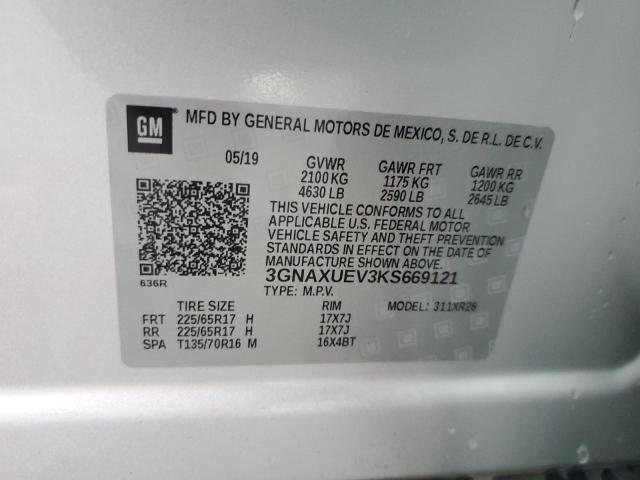 GM MFD BY GENERAL MOTORS DE MEXICO, S. DE R.L. DE C.V.
05/19 GVWR GAWR FRT GAWR RR
2100 KG 1175 KG 1200 KG
4630 LB 2590 LB 2645 LB
THIS VEHICLE CONFORMS TO ALL
APPLICABLE U.S. FEDERAL MOTOR
VEHICLE SAFETY AND THEFT PREVENTION
STANDARDS IN EFFECT ON THE DATE OF
MANUFACTURE SHOWN ABOVE.
636R 3GNAXUEV3KS669121
TYPE: M.P.V.
TIRE SIZE RIM MODEL: 311XR26
FRT 225/65R17 H 17X7J
RR 225/65R17 H 17X7J
SPA T135/70R16 M 16X4BT